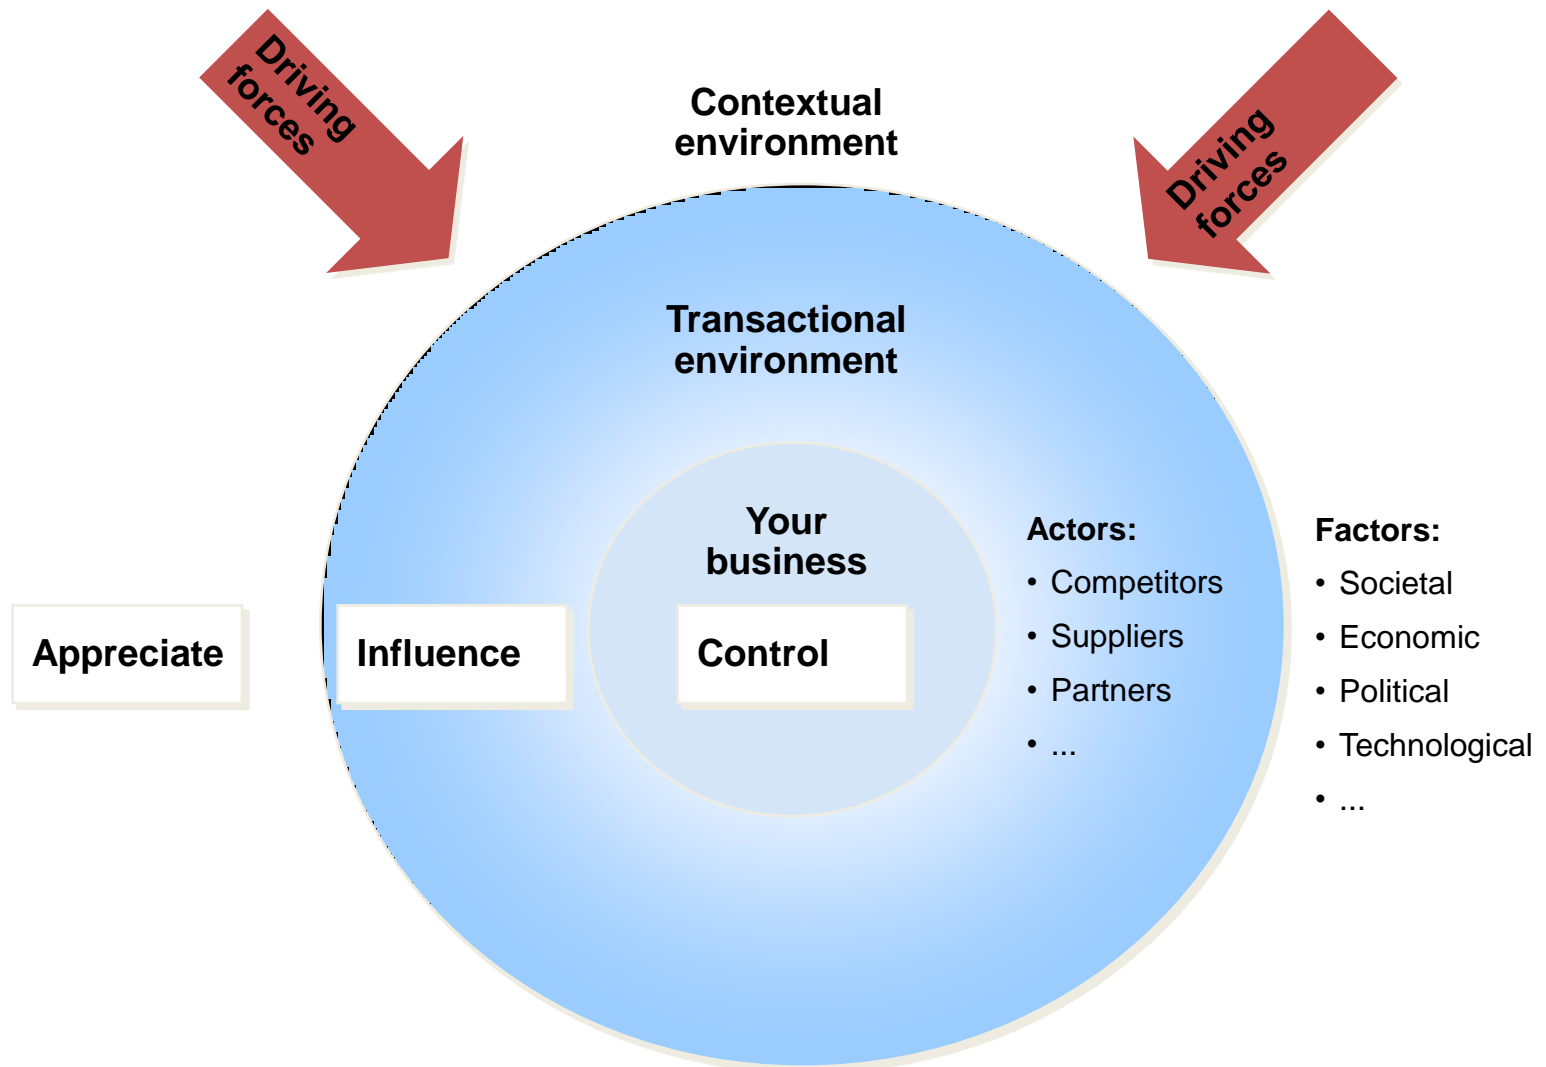 Driving
forces
Driving
forces
Contextual
environment
Transactional
environment
Your
business
Appreciate
Influence
Control
Actors:
• Competitors
• Suppliers
• Partners
• ...
Factors:
• Societal
• Economic
• Political
• Technological
• ...